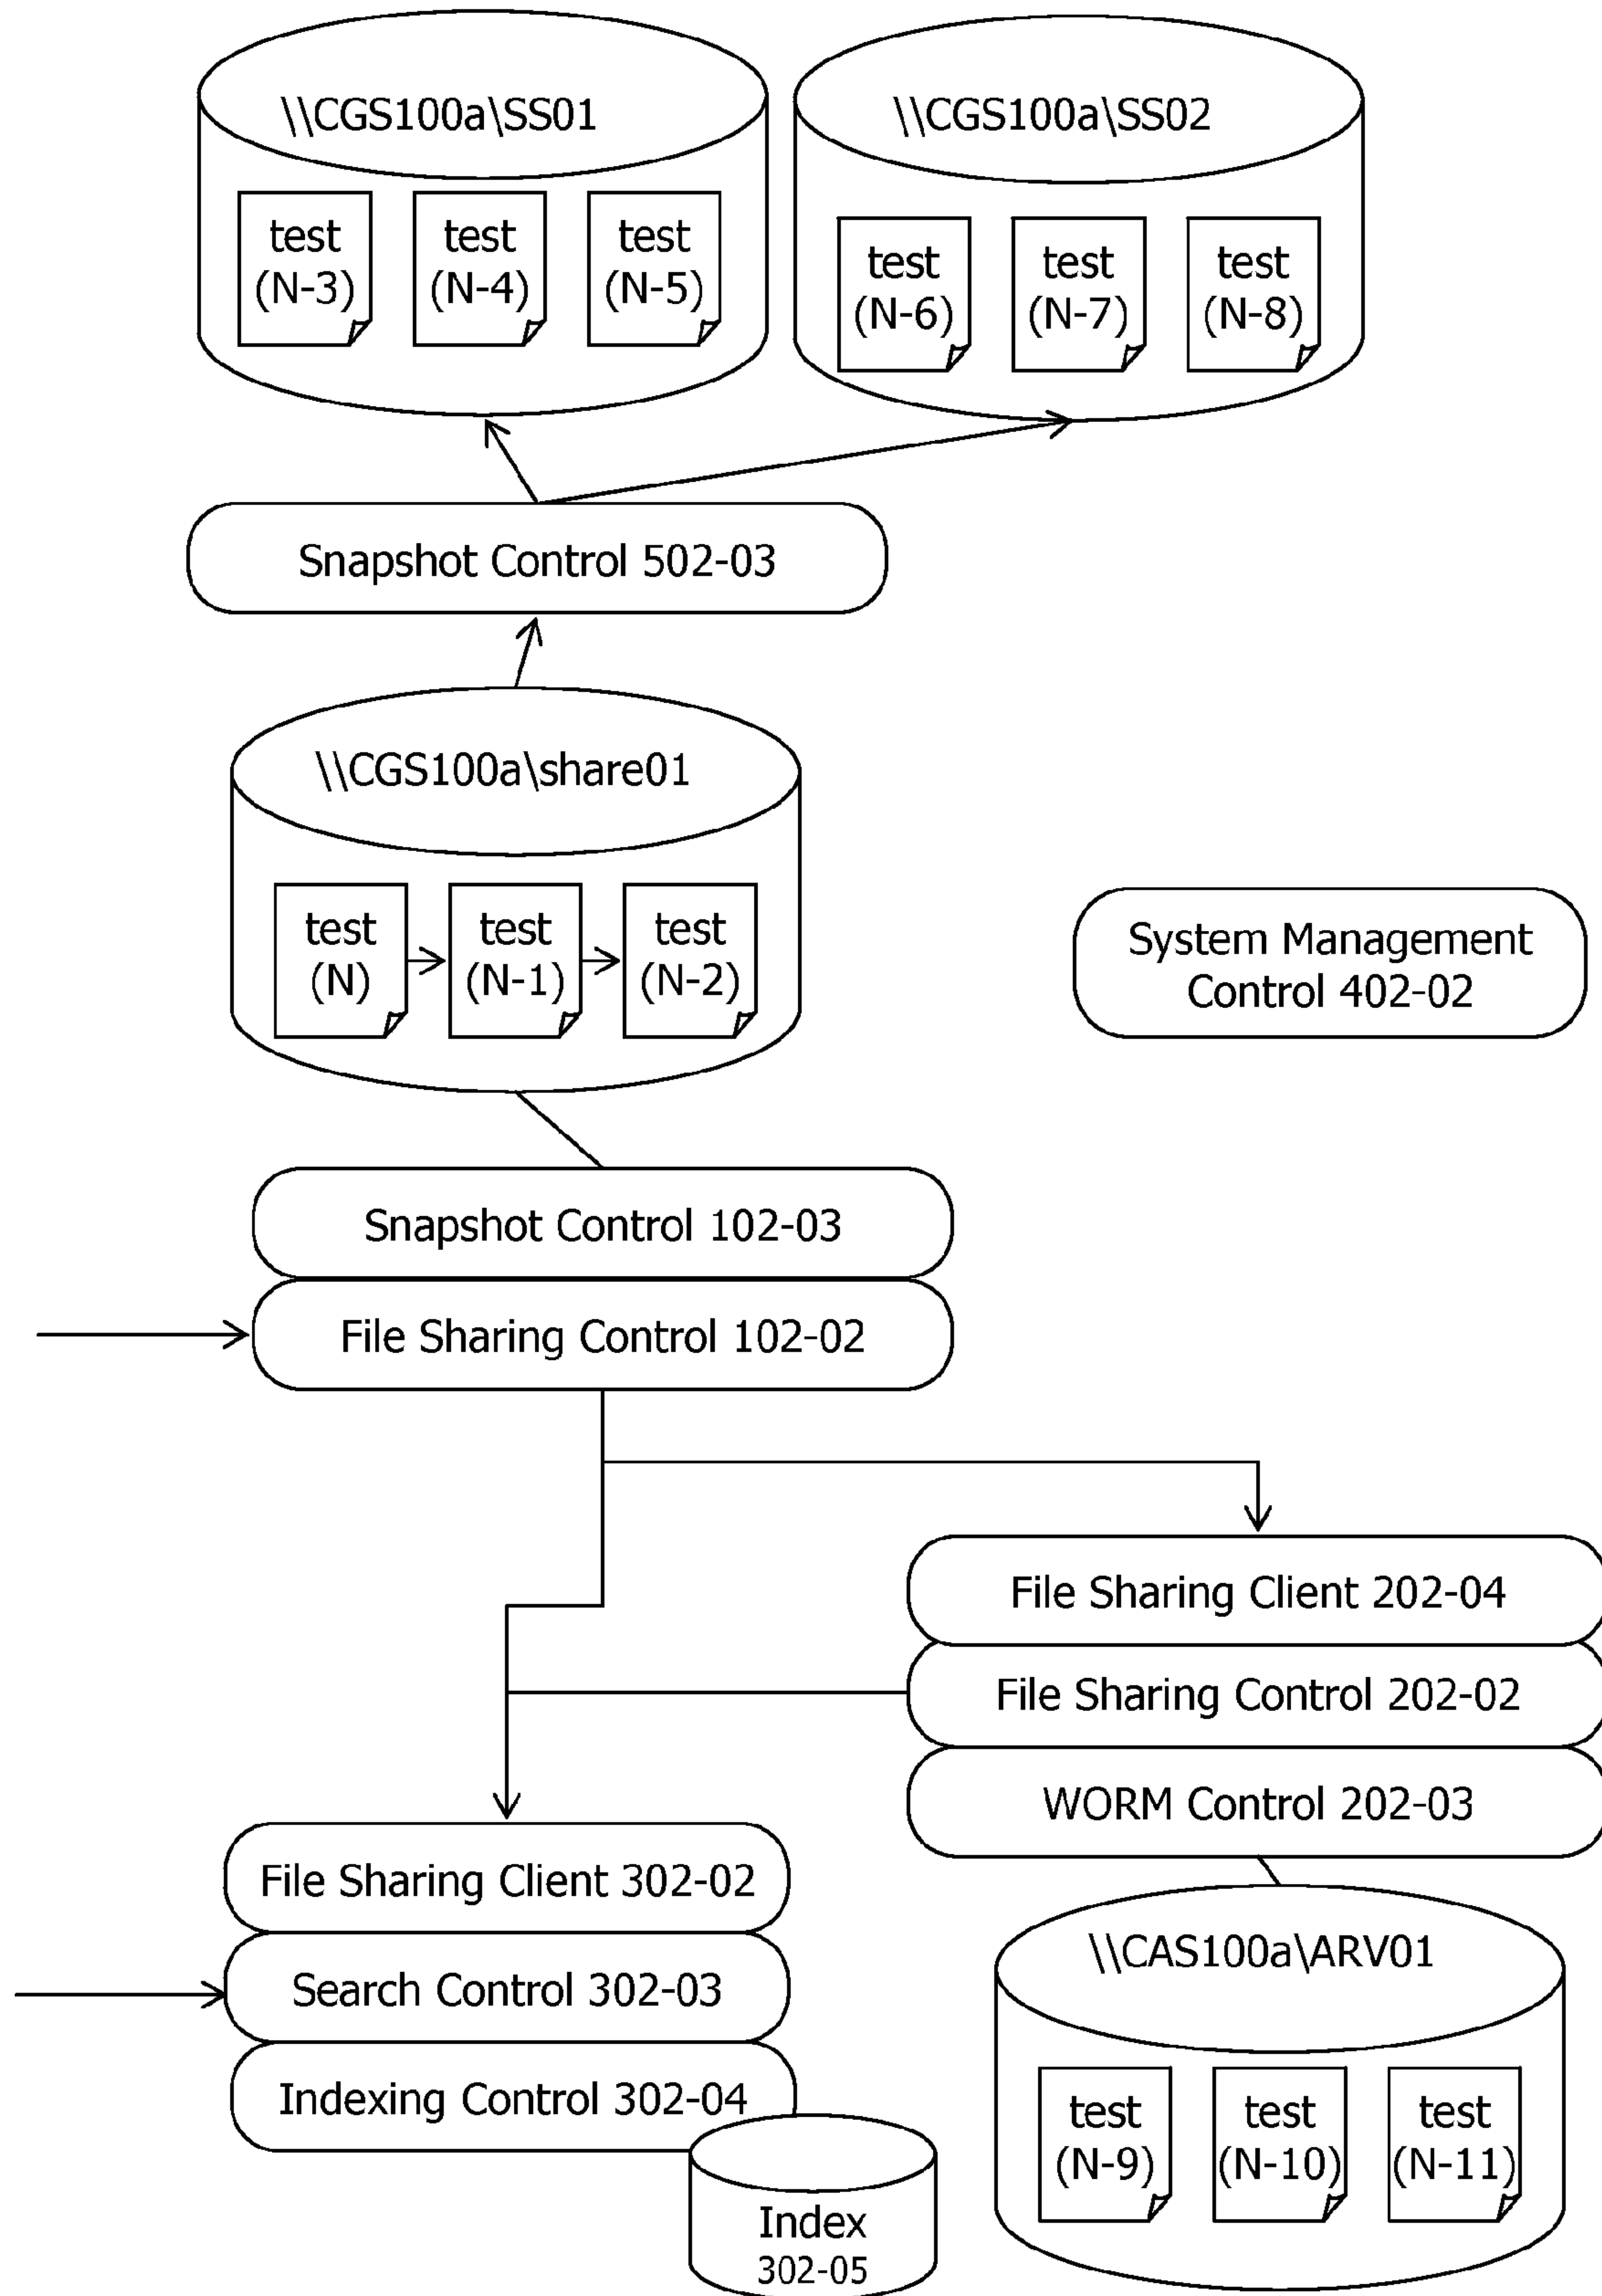 \\CGS100a\SS01
\\CGS100a\SS02
test
(N-3)
test
(N-4)
test
(N-5)
test
(N-6)
test
(N-7)
test
(N-8)
Snapshot Control 502-03
\\CGS100a\share01
test
(N)
test
(N-1)
test
(N-2)
System Management
Control 402-02
Snapshot Control 102-03
File Sharing Control 102-02
File Sharing Client 202-04
File Sharing Control 202-02
WORM Control 202-03
File Sharing Client 302-02
Search Control 302-03
Indexing Control 302-04
Index
302-05
\\CAS100a\ARV01
test
(N-9)
test
(N-10)
test
(N-11)